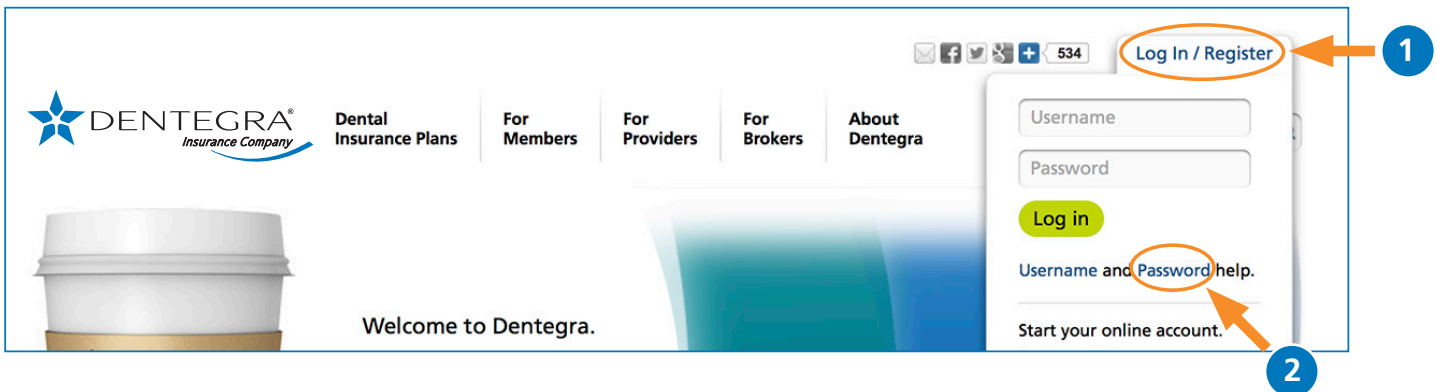 534
Log In / Register
1
DENTEGRA®
Insurance Company
Dental
Insurance Plans
For
Members
For
Providers
For
Brokers
About
Dentegra
Username
Password
Log in
Username and Password help.
Welcome to Dentegra.
Start your online account.
2